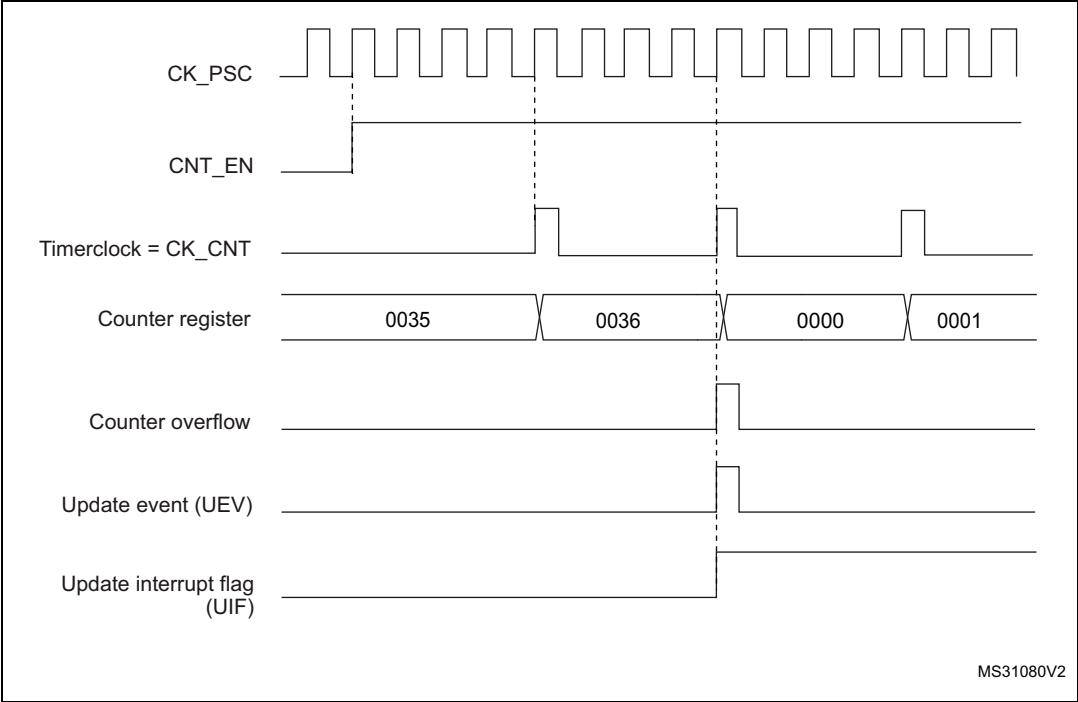 CK_PSC
CNT_EN
Timerclock = CK_CNT
Counter register
0035
0036
0000
0001
Counter overflow
Update event (UEV)
Update interrupt flag
(UIF)
MS31080V2